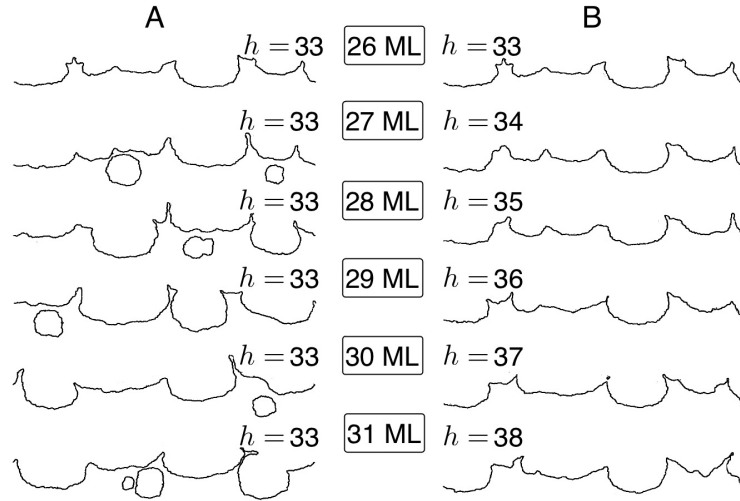 A B
h = 33 26 ML h = 33
h = 33 27 ML h = 34
h = 33 28 ML h = 35
h = 33 29 ML h = 36
h = 33 30 ML h = 37
h = 33 31 ML h = 38